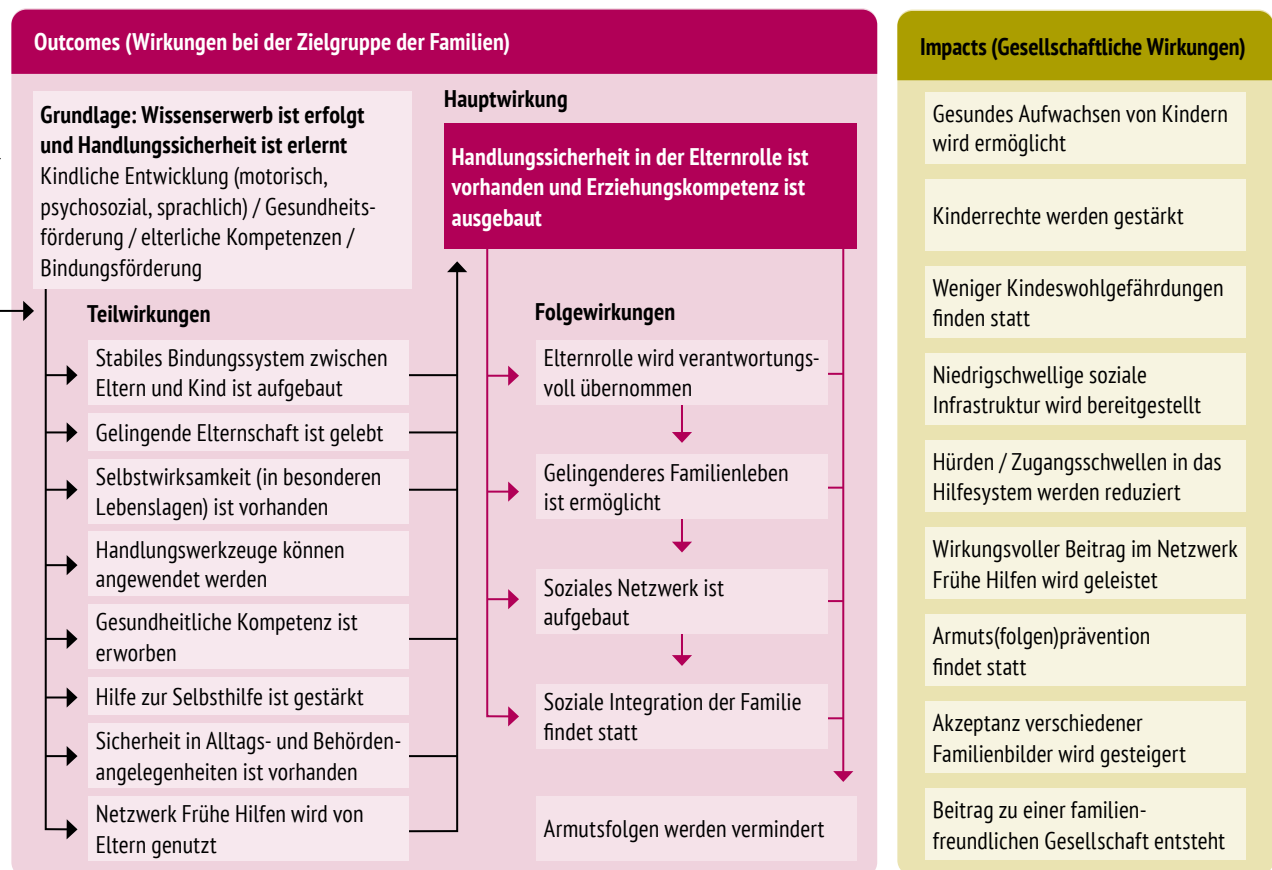 Outcomes (Wirkungen bei der Zielgruppe der Familien)
Grundlage: Wissenserwerb ist erfolgt
und Handlungssicherheit ist erlernt
Kindliche Entwicklung (motorisch,
psychosozial, sprachlich) / Gesundheits-
förderung / elterliche Kompetenzen /
Bindungsförderung
Teilwirkungen
Stabiles Bindungssystem zwischen
Eltern und Kind ist aufgebaut
Gelingende Elternschaft ist gelebt
Selbstwirksamkeit (in besonderen
Lebenslagen) ist vorhanden
Handlungswerkzeuge können
angewendet werden
Gesundheitliche Kompetenz ist
erworben
Hilfe zur Selbsthilfe ist gestärkt
Sicherheit in Alltags- und Behörden-
angelegenheiten ist vorhanden
Netzwerk Frühe Hilfen wird von
Eltern genutzt
Hauptwirkung
Handlungssicherheit in der Elternrolle ist
vorhanden und Erziehungskompetenz ist
ausgebaut
Folgewirkungen
Elternrolle wird verantwortungs-
voll übernommen
Gelingenderes Familienleben
ist ermöglicht
Soziales Netzwerk ist
aufgebaut
Soziale Integration der Familie
findet statt
Armutsfolgen werden vermindert
Impacts (Gesellschaftliche Wirkungen)
Gesundes Aufwachsen von Kindern
wird ermöglicht
Kinderrechte werden gestärkt
Weniger Kindeswohlgefährdungen
finden statt
Niedrigschwellige soziale
Infrastruktur wird bereitgestellt
Hürden / Zugangsschwellen in das
Hilfesystem werden reduziert
Wirkungsvoller Beitrag im Netzwerk
Frühe Hilfen wird geleistet
Armuts(folgen)prävention
findet statt
Akzeptanz verschiedener
Familienbilder wird gesteigert
Beitrag zu einer familien-
freundlichen Gesellschaft entsteht